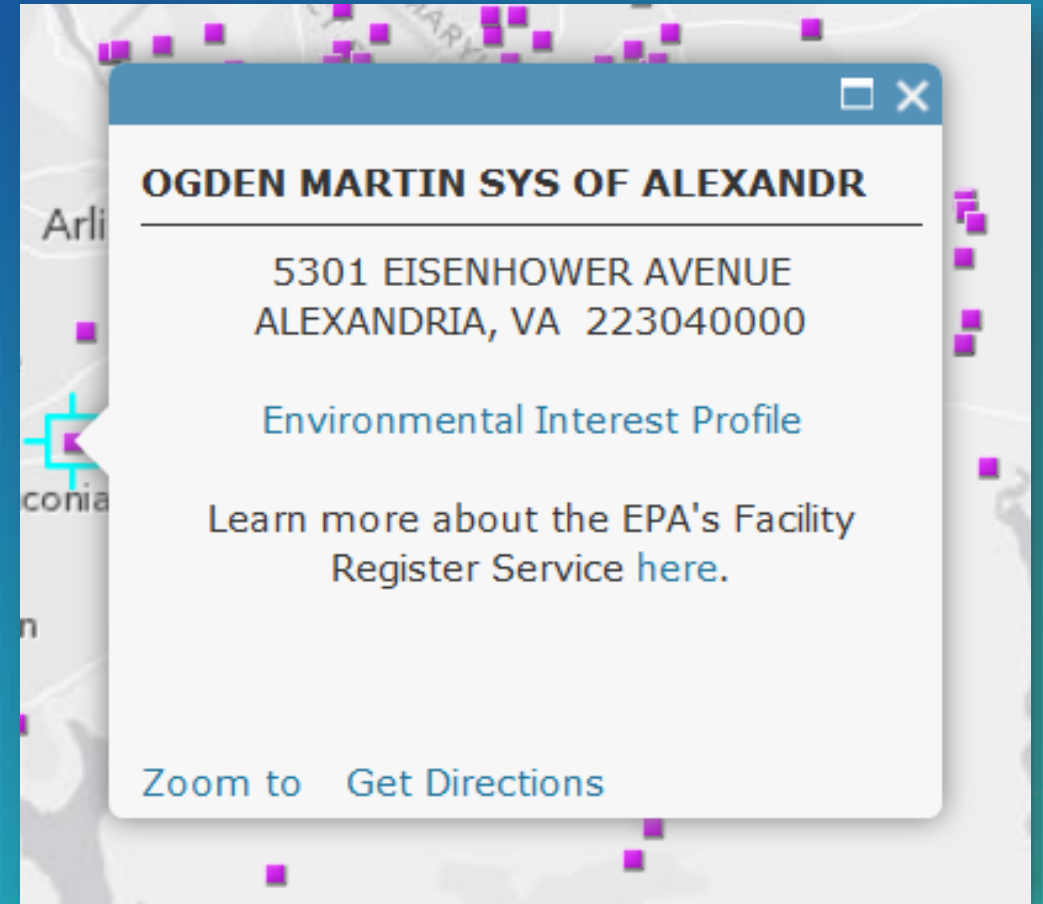 MARY
Arli
conia
n
OGDEN MARTIN SYS OF ALEXANDR
5301 EISENHOWER AVENUE
ALEXANDRIA, VA 223040000
Environmental Interest Profile
Learn more about the EPA's Facility
Register Service here.
Zoom to Get Directions